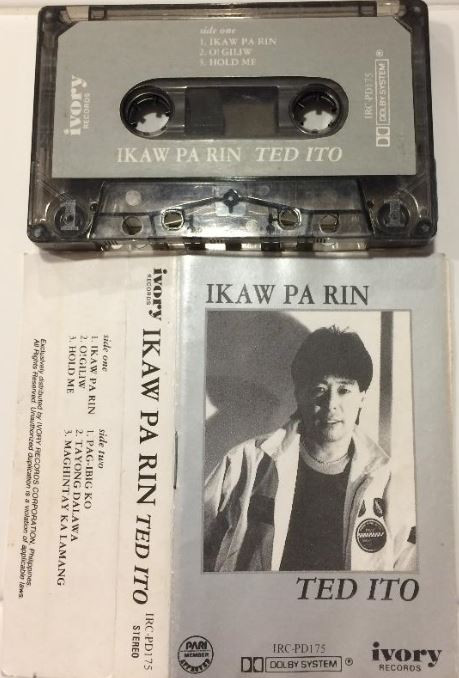 side one
1. IKAW PA RIN
2. O! GILIW
3. HOLD ME
ivory
RECORDS
IRC-PD175
DOLBY SYSTEM ®
IKAW PA RIN TED ITO
1
ivory
RECORDS
IKAW PA RIN TED ITO
IRC-PD175
STEREO
side one
1. IKAW PA RIN
2. O! GILIW
3. HOLD ME
side two
1. PAG-IBIG KO
2. TAYONG DALAWA
3. MAGHINTAY KA LAMANG
Exclusively distributed by IVORY RECORDS CORPORATION, Philippines
All Rights Reserved. Unauthorized duplication is a violation of applicable laws.
IKAW PA RIN
TED ITO
PARI
MEMBER
APPROVED
IRC-PD175
DOLBY SYSTEM ®
ivory
RECORDS